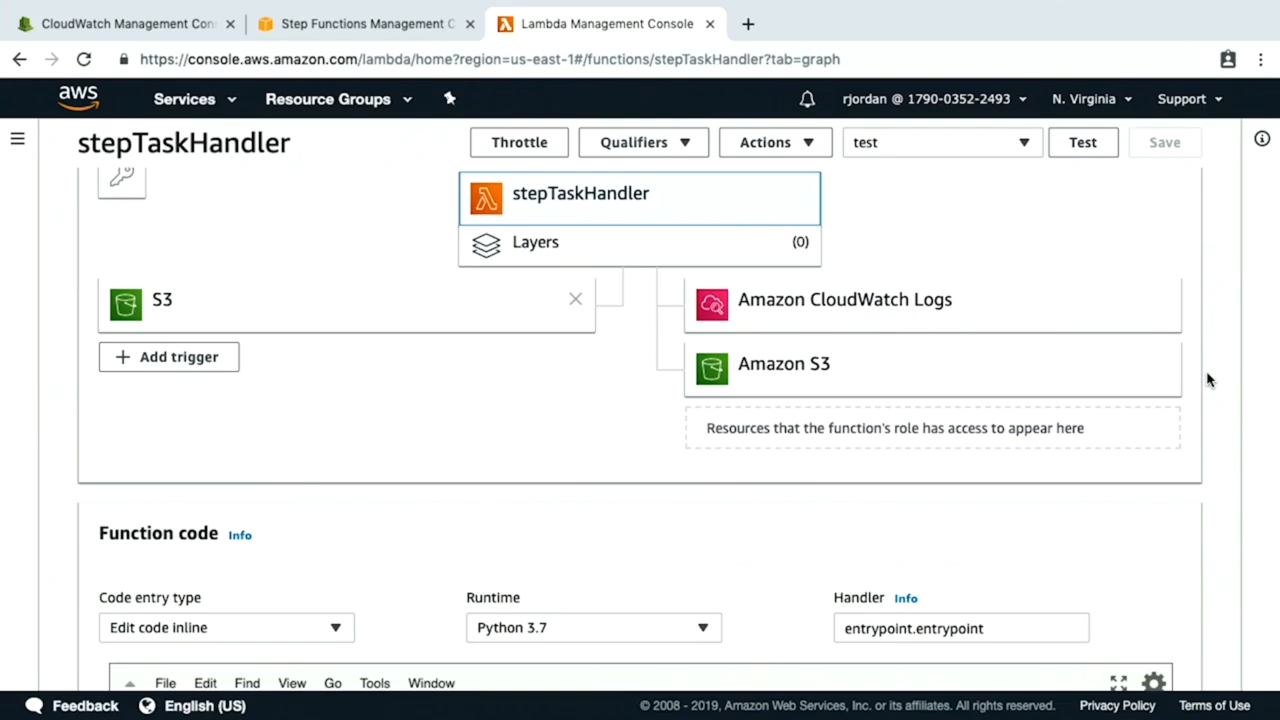 CloudWatch Management Con
Step Functions Management C
Lambda Management Console
https://console.aws.amazon.com/lambda/home?region=us-east-1#/functions/stepTaskHandler?tab=graph
aws
Services
Resource Groups
rjordan @ 1790-0352-2493
N. Virginia
Support
stepTaskHandler
Throttle
Qualifiers
Actions
test
Test
Save
stepTaskHandler
Layers
(0)
S3
Amazon CloudWatch Logs
Add trigger
Amazon S3
Resources that the function's role has access to appear here
Function code Info
Code entry type
Runtime
Handler Info
Edit code inline
Python 3.7
entrypoint.entrypoint
File Edit Find View Go Tools Window
Feedback
English (US)
© 2008 - 2019, Amazon Web Services, Inc. or its affiliates. All rights reserved.
Privacy Policy
Terms of Use